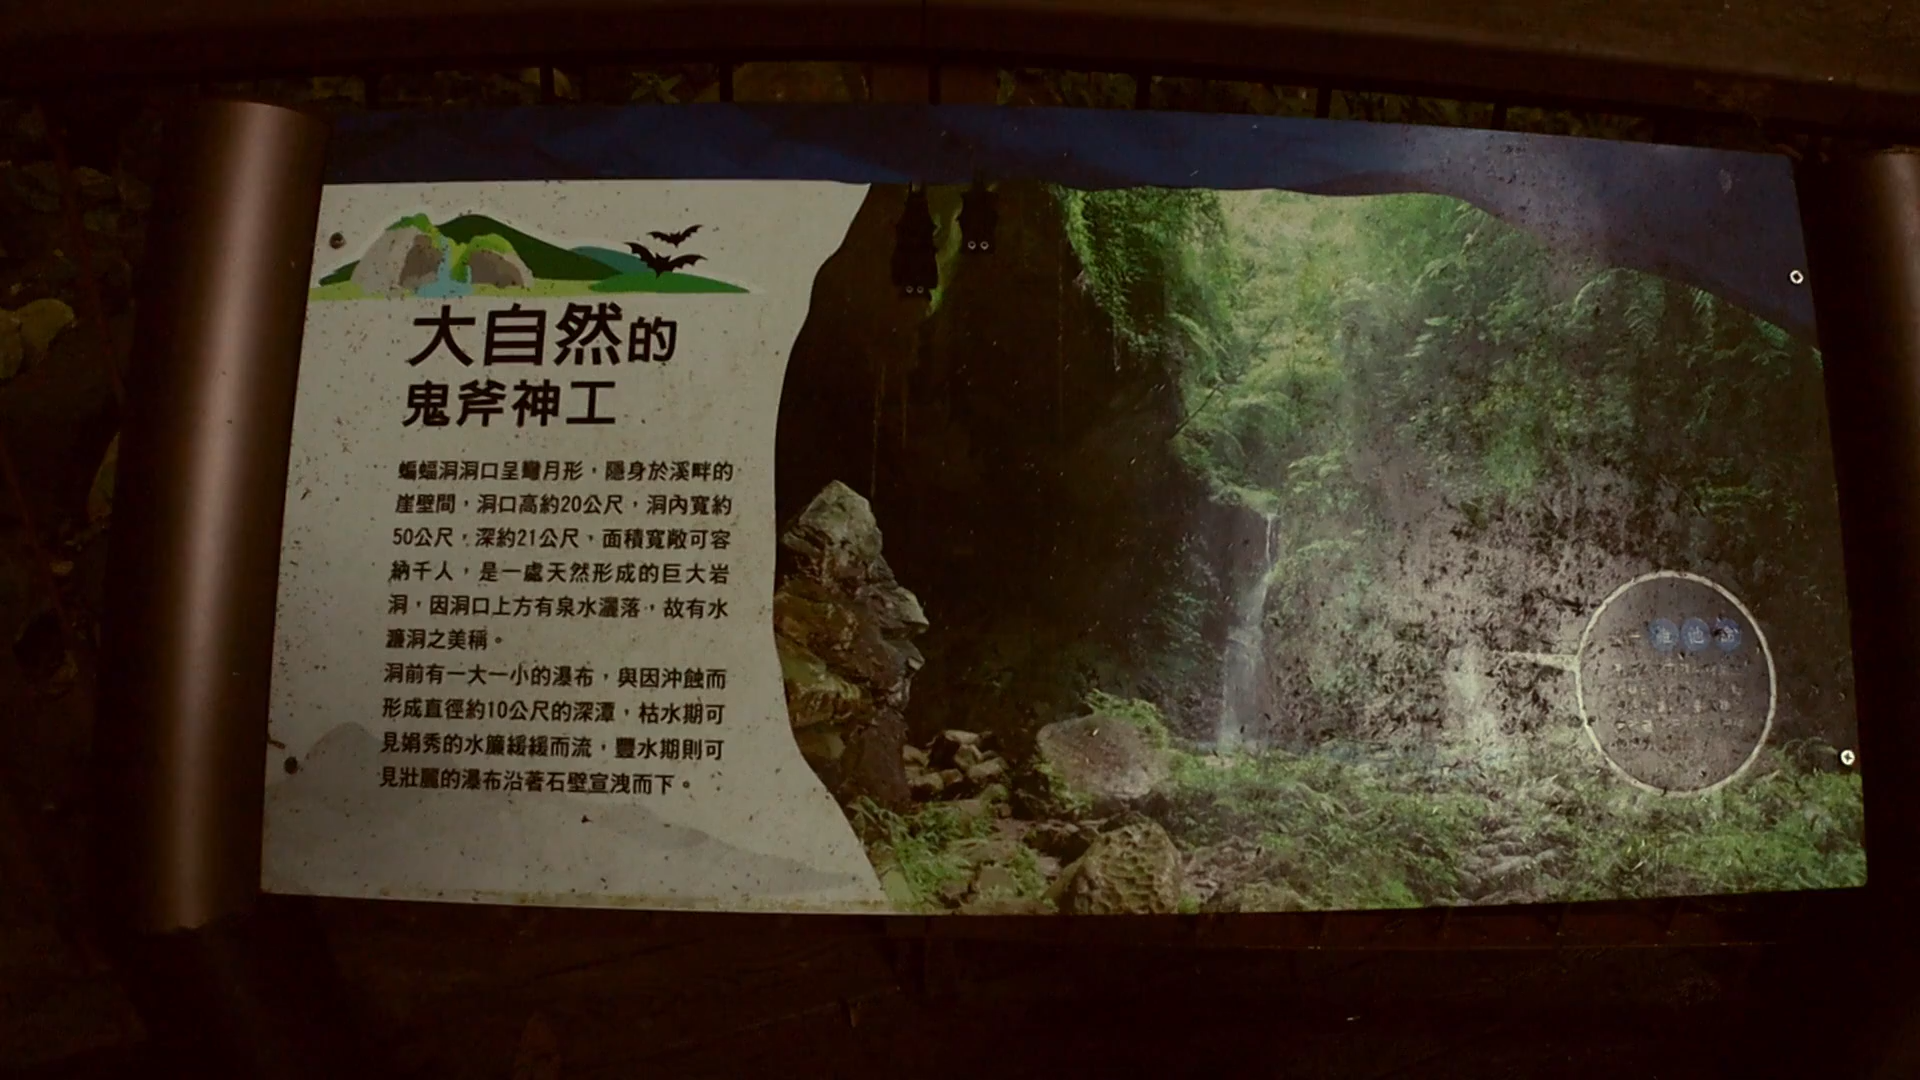 大自然的
鬼斧神工
蝙蝠洞洞口呈彎月形，隱身於溪畔的
崖壁間，洞口高約20公尺，洞內寬約
50公尺，深約21公尺，面積寬敞可容
納千人，是一處天然形成的巨大岩
洞，因洞口上方有泉水灑落，故有水
濂洞之美稱。
洞前有一大一小的瀑布，與因沖蝕而
形成直徑約10公尺的深潭，枯水期可
見娟秀的水簾緩緩而流，豐水期則可
見壯麗的瀑布沿著石壁宣洩而下。